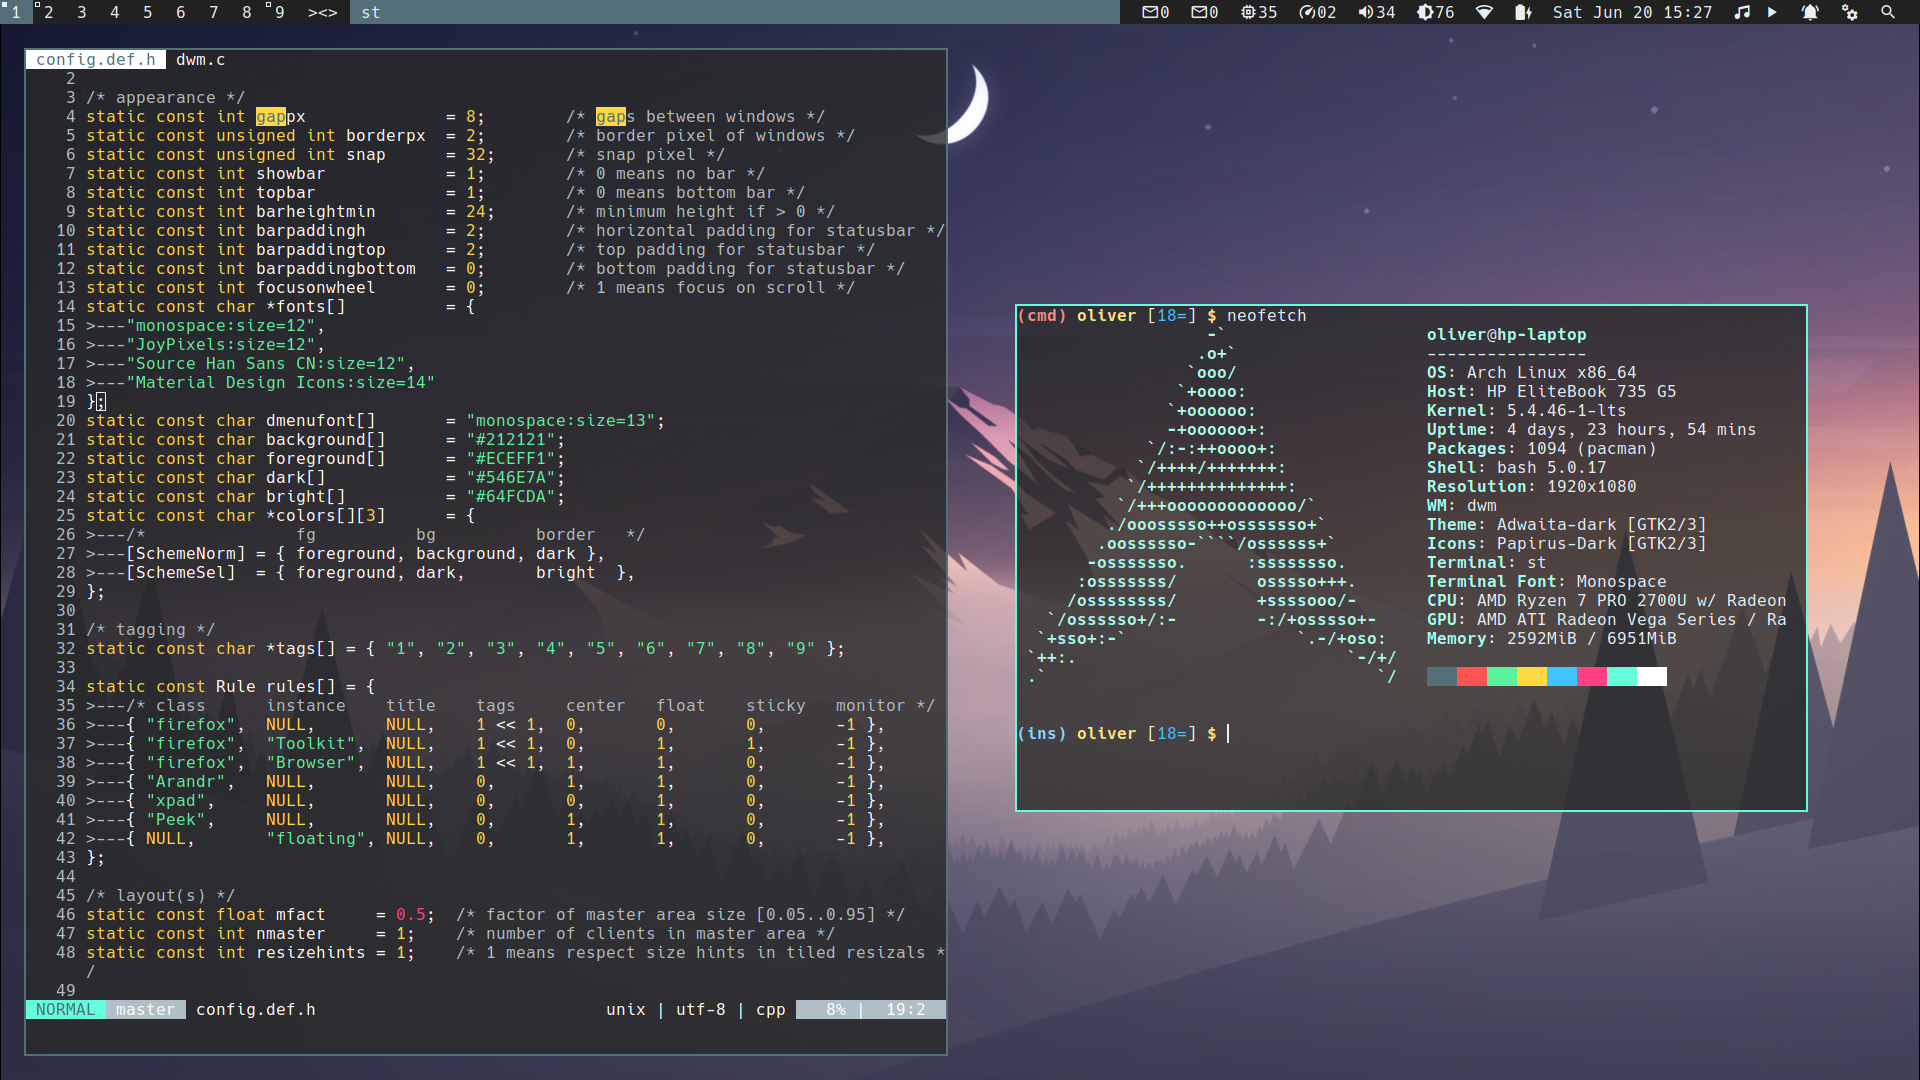 1 2 3 4 5 6 7 8 9 ><> st 0 0 35 02 34 76 Sat Jun 20 15:27
config.def.h dwm.c
2
3 /* appearance */
4 static const int gappx = 8; /* gaps between windows */
5 static const unsigned int borderpx = 2; /* border pixel of windows */
6 static const unsigned int snap = 32; /* snap pixel */
7 static const int showbar = 1; /* 0 means no bar */
8 static const int topbar = 1; /* 0 means bottom bar */
9 static const int barheightmin = 24; /* minimum height if > 0 */
10 static const int barpaddingh = 2; /* horizontal padding for statusbar */
11 static const int barpaddingtop = 2; /* top padding for statusbar */
12 static const int barpaddingbottom = 0; /* bottom padding for statusbar */
13 static const int focusonwheel = 0; /* 1 means focus on scroll */
14 static const char *fonts[] = {
15 >---"monospace:size=12",
16 >---"JoyPixels:size=12",
17 >---"Source Han Sans CN:size=12",
18 >---"Material Design Icons:size=14"
19 };
20 static const char dmenufont[] = "monospace:size=13";
21 static const char background[] = "#212121";
22 static const char foreground[] = "#ECEFF1";
23 static const char dark[] = "#546E7A";
24 static const char bright[] = "#64FCDA";
25 static const char *colors[][3] = {
26 >---/* fg bg border */
27 >---[SchemeNorm] = { foreground, background, dark },
28 >---[SchemeSel] = { foreground, dark, bright },
29 };
30
31 /* tagging */
32 static const char *tags[] = { "1", "2", "3", "4", "5", "6", "7", "8", "9" };
33
34 static const Rule rules[] = {
35 >---/* class instance title tags center float sticky monitor */
36 >---{ "firefox", NULL, NULL, 1 << 1, 0, 0, 0, -1 },
37 >---{ "firefox", "Toolkit", NULL, 1 << 1, 0, 1, 1, -1 },
38 >---{ "firefox", "Browser", NULL, 1 << 1, 1, 1, 0, -1 },
39 >---{ "Arandr", NULL, NULL, 0, 1, 1, 0, -1 },
40 >---{ "xpad", NULL, NULL, 0, 0, 1, 0, -1 },
41 >---{ "Peek", NULL, NULL, 0, 1, 1, 0, -1 },
42 >---{ NULL, "floating", NULL, 0, 1, 1, 0, -1 },
43 };
44
45 /* layout(s) */
46 static const float mfact = 0.5; /* factor of master area size [0.05..0.95] */
47 static const int nmaster = 1; /* number of clients in master area */
48 static const int resizehints = 1; /* 1 means respect size hints in tiled resizals *
/
49
NORMAL master config.def.h unix | utf-8 | cpp 8% | 19:2
(cmd) oliver [18=] $ neofetch
-`
.o+` oliver@hp-laptop
`ooo/ ----------------
`+oooo: OS: Arch Linux x86_64
`+oooooo: Host: HP EliteBook 735 G5
-+oooooo+: Kernel: 5.4.46-1-lts
`/:-:++oooo+: Uptime: 4 days, 23 hours, 54 mins
`/++++/+++++++: Packages: 1094 (pacman)
`/++++++++++++++: Shell: bash 5.0.17
`/+++ooooooooooooo/` Resolution: 1920x1080
./ooosssso++osssssso+` WM: dwm
.oossssso-````/ossssss+` Theme: Adwaita-dark [GTK2/3]
-osssssso. :ssssssso. Icons: Papirus-Dark [GTK2/3]
:osssssss/ osssso+++. Terminal: st
/ossssssss/ +ssssooo/- Terminal Font: Monospace
`/ossssso+/:- -:/+osssso+- CPU: AMD Ryzen 7 PRO 2700U w/ Radeon
`+sso+:-` `.-/+oso: GPU: AMD ATI Radeon Vega Series / Ra
`++:. `-/+/ Memory: 2592MiB / 6951MiB
.` `/
(ins) oliver [18=] $